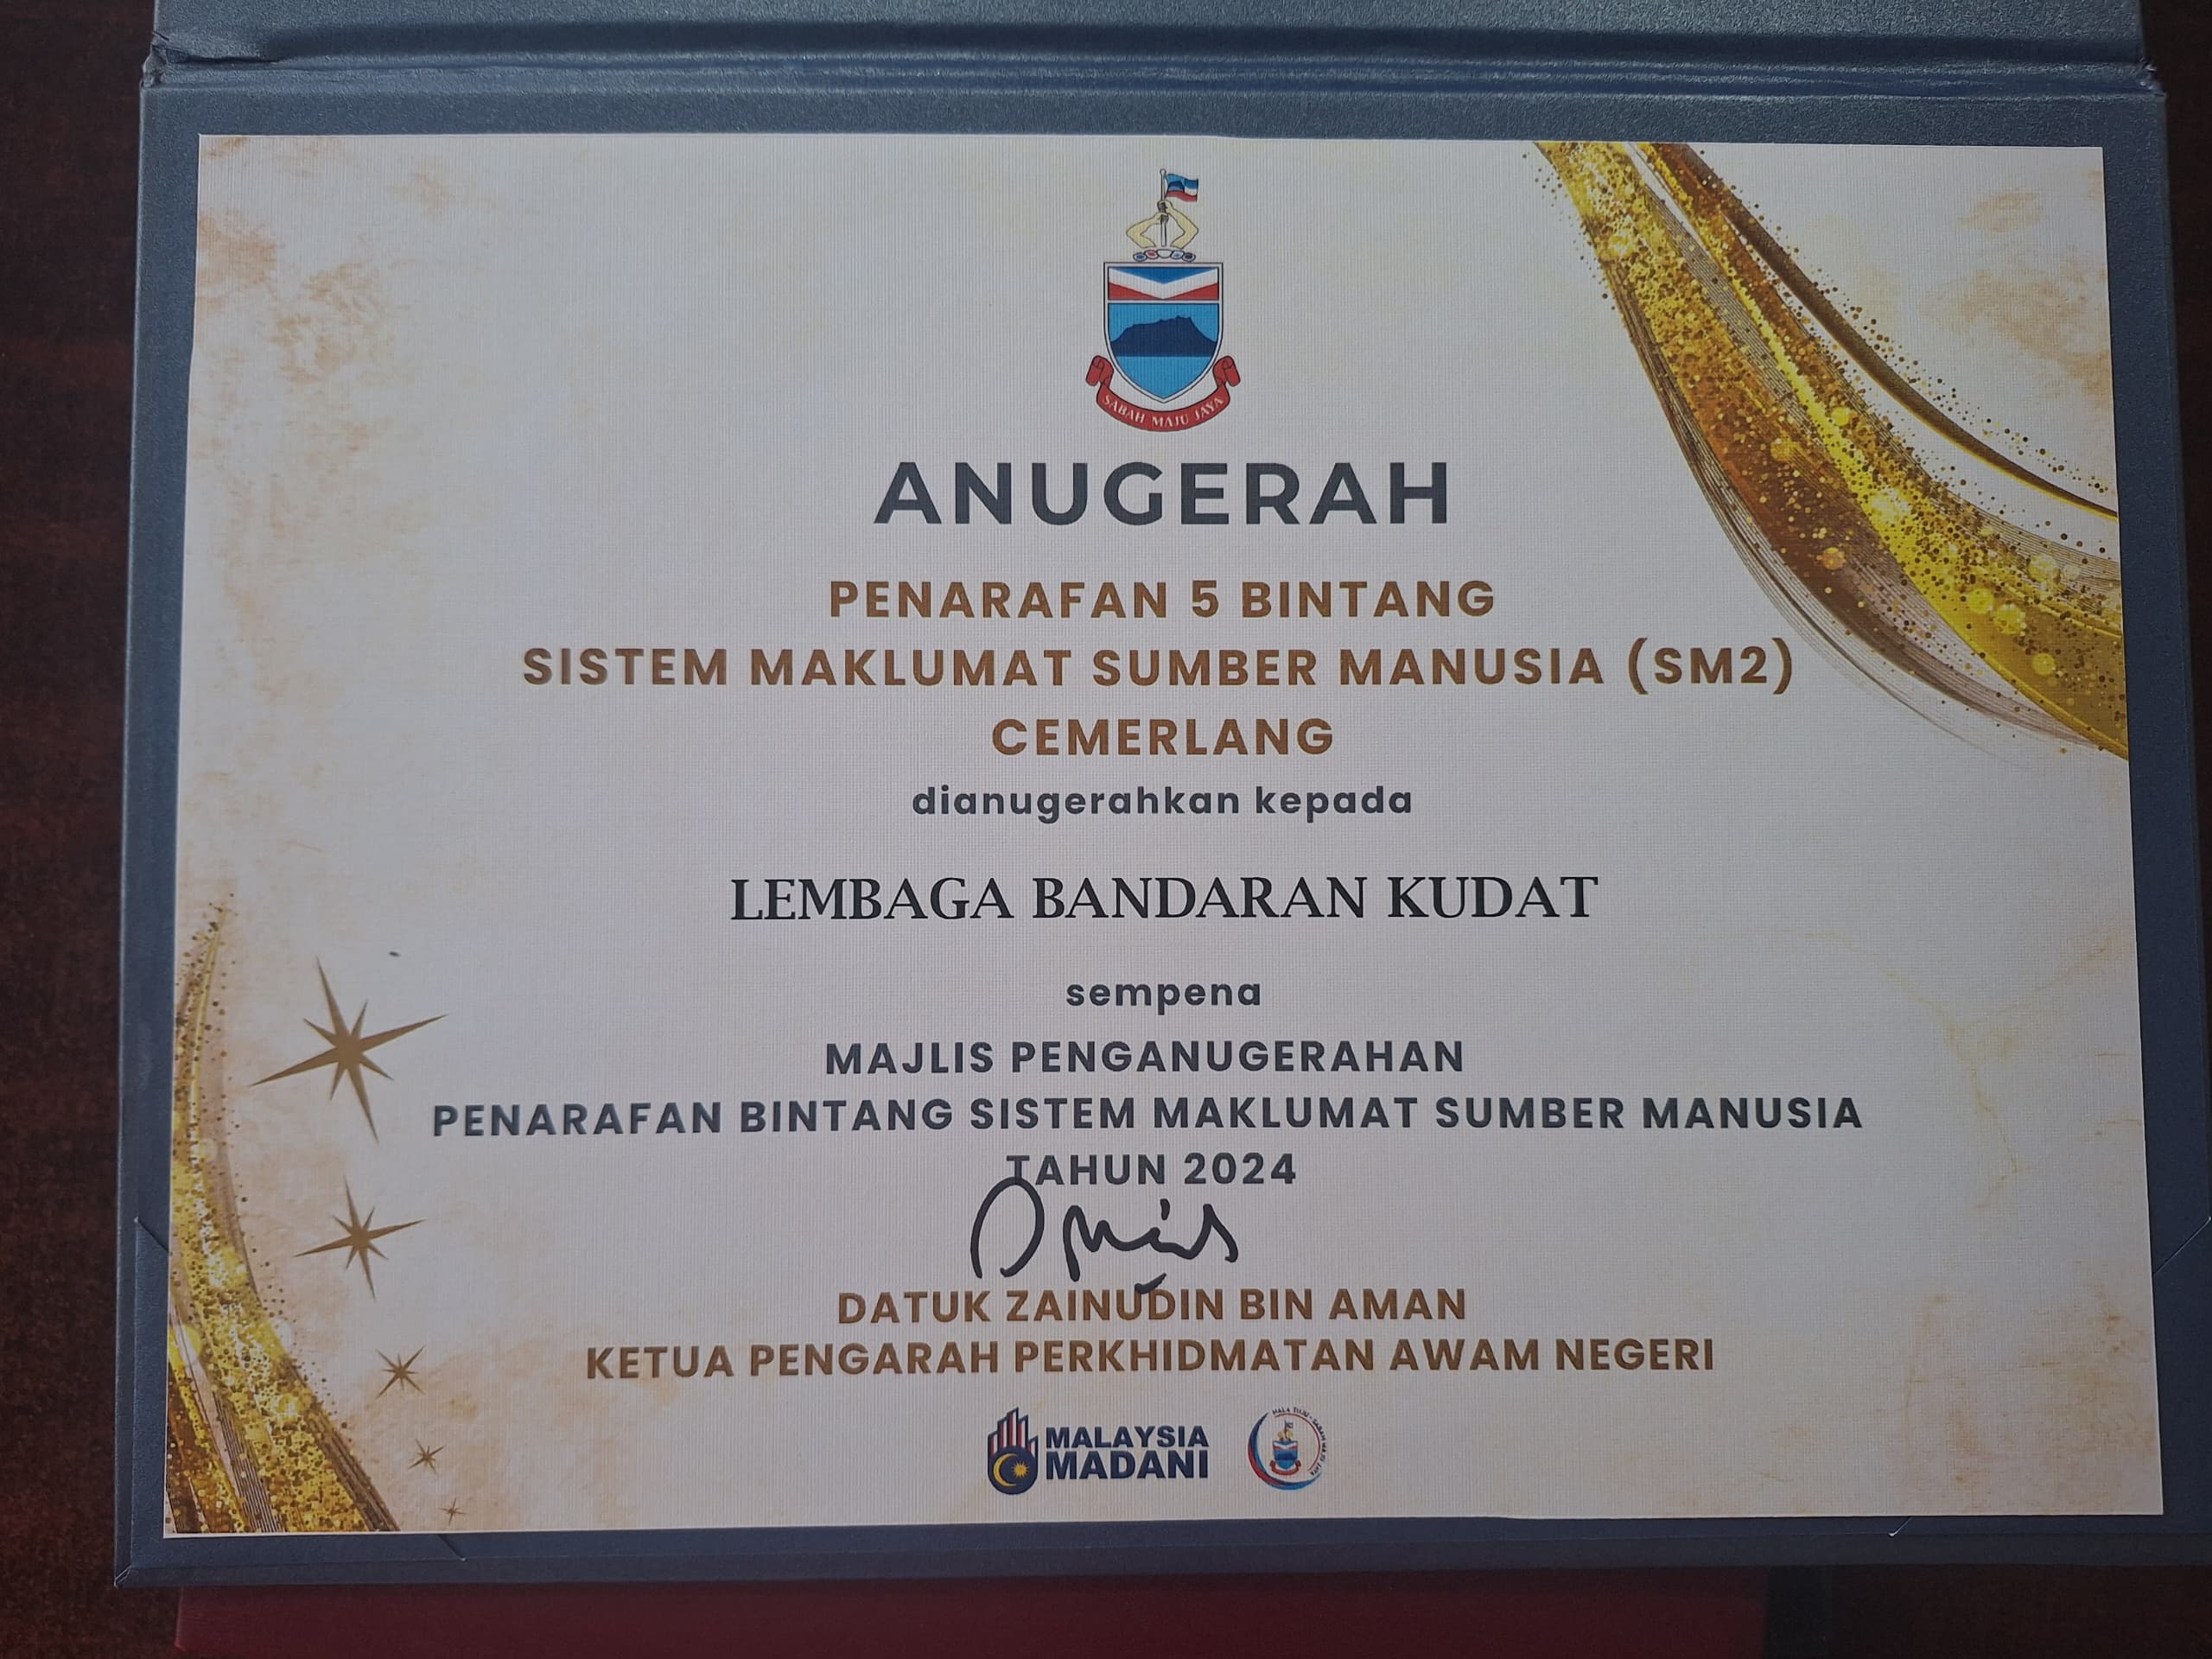 SABAH MAJU JAYA
ANUGERAH
PENARAFAN 5 BINTANG
SISTEM MAKLUMAT SUMBER MANUSIA (SM2)
CEMERLANG
dianugerahkan kepada
LEMBAGA BANDARAN KUDAT
sempena
MAJLIS PENGANUGERAHAN
PENARAFAN BINTANG SISTEM MAKLUMAT SUMBER MANUSIA
TAHUN 2024
DATUK ZAINUDIN BIN AMAN
KETUA PENGARAH PERKHIDMATAN AWAM NEGERI
MALAYSIA
MADANI